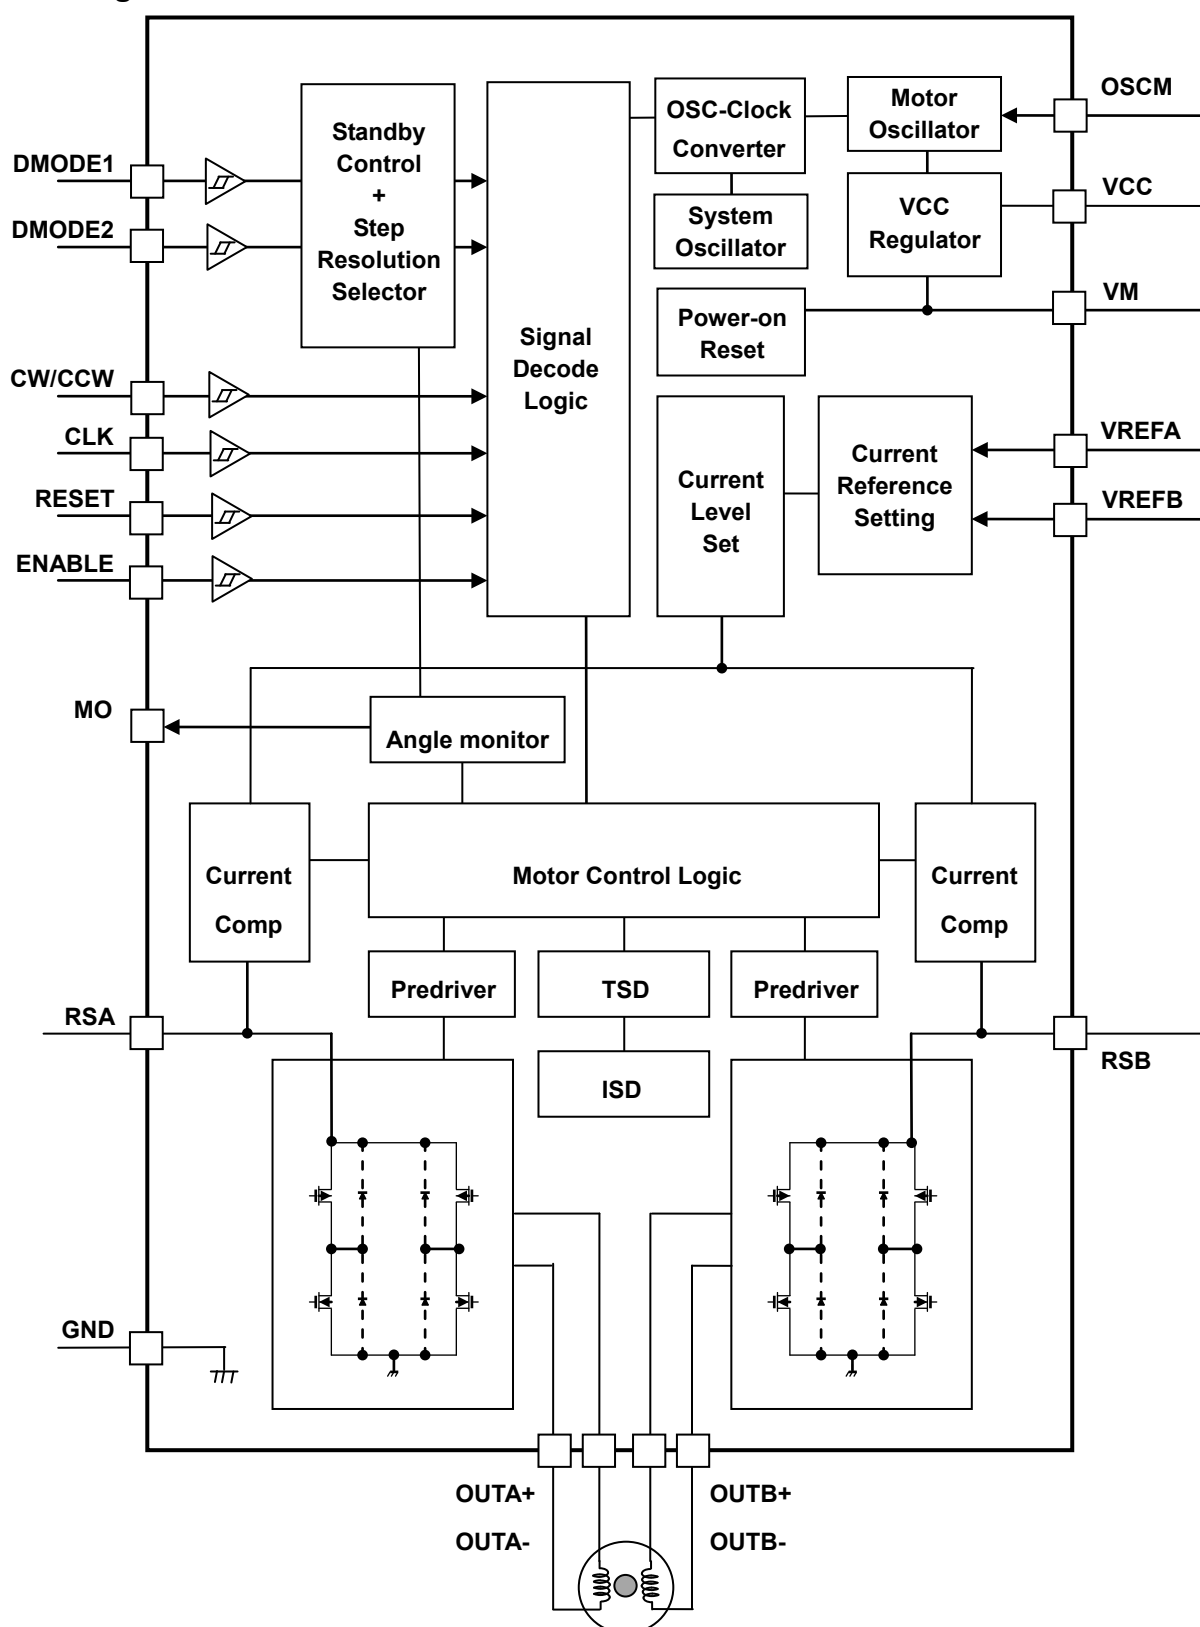 DMODE1
DMODE2
CW/CCW
CLK
RESET
ENABLE
MO
RSA
GND
Standby
Control
+
Step
Resolution
Selector
Signal
Decode
Logic
OSC-Clock
Converter
System
Oscillator
Motor
Oscillator
VCC
Regulator
Power-on
Reset
Current
Level
Set
Current
Reference
Setting
OSCM
VCC
VM
VREFA
VREFB
Angle monitor
Current
Comp
Motor Control Logic
Current
Comp
Predriver
TSD
Predriver
ISD
RSB
OUTA+
OUTA-
OUTB+
OUTB-